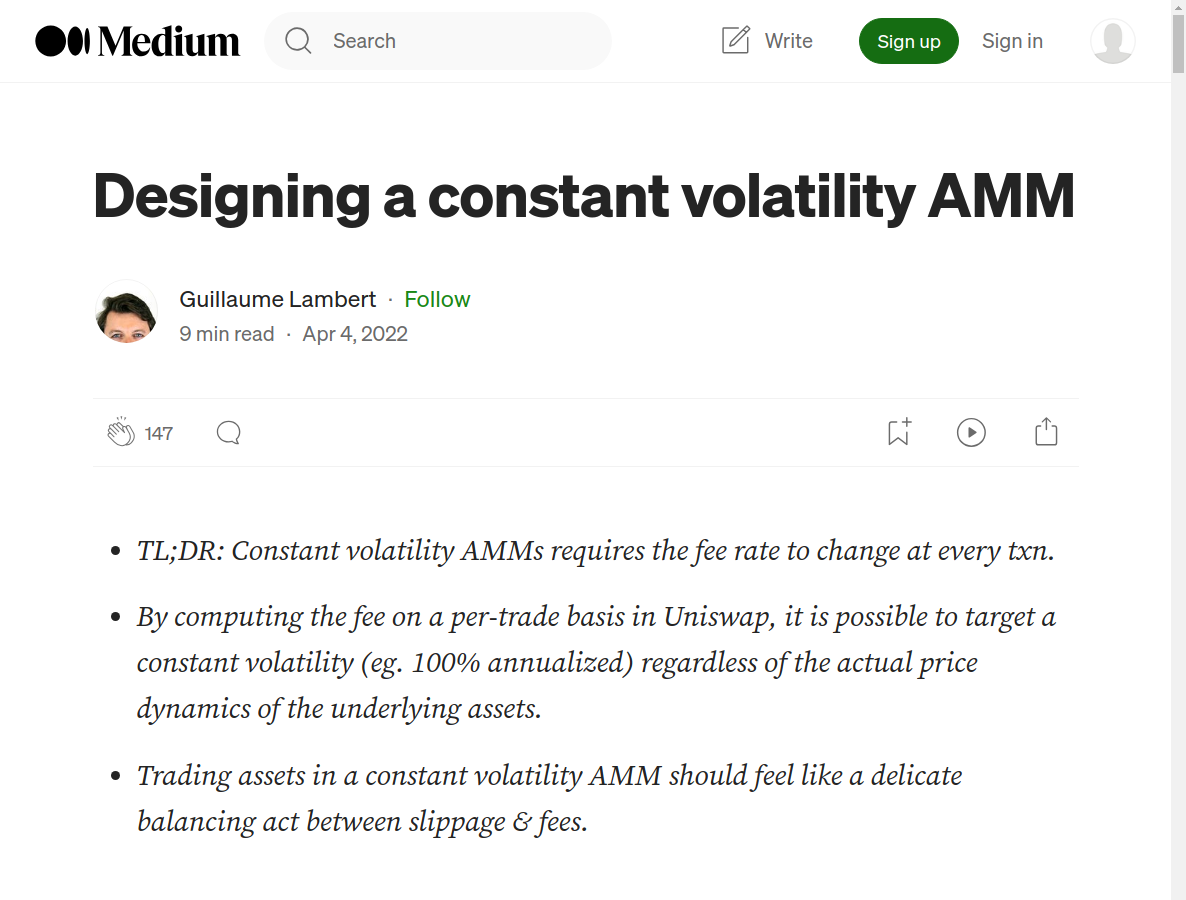 Medium
Search
Write
Sign up
Sign in
Designing a constant volatility AMM
Guillaume Lambert · Follow
9 min read · Apr 4, 2022
147
• TL;DR: Constant volatility AMMs requires the fee rate to change at every txn.
• By computing the fee on a per-trade basis in Uniswap, it is possible to target a
constant volatility (eg. 100% annualized) regardless of the actual price
dynamics of the underlying assets.
• Trading assets in a constant volatility AMM should feel like a delicate
balancing act between slippage & fees.